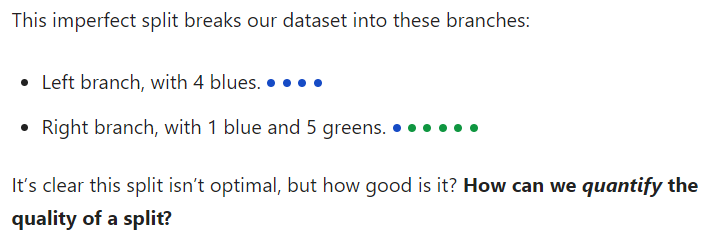 This imperfect split breaks our dataset into these branches:
• Left branch, with 4 blues.
• Right branch, with 1 blue and 5 greens.
It’s clear this split isn’t optimal, but how good is it? How can we quantify the
quality of a split?